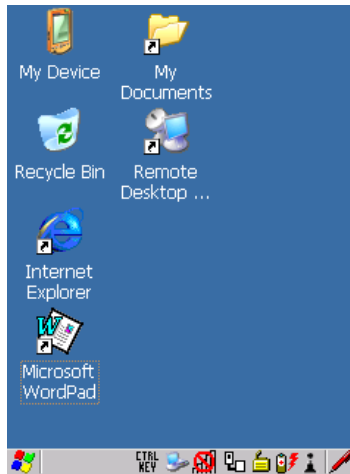 My Device
My
Documents
Recycle Bin
Remote
Desktop ...
Internet
Explorer
Microsoft
WordPad
CTRL
KEY